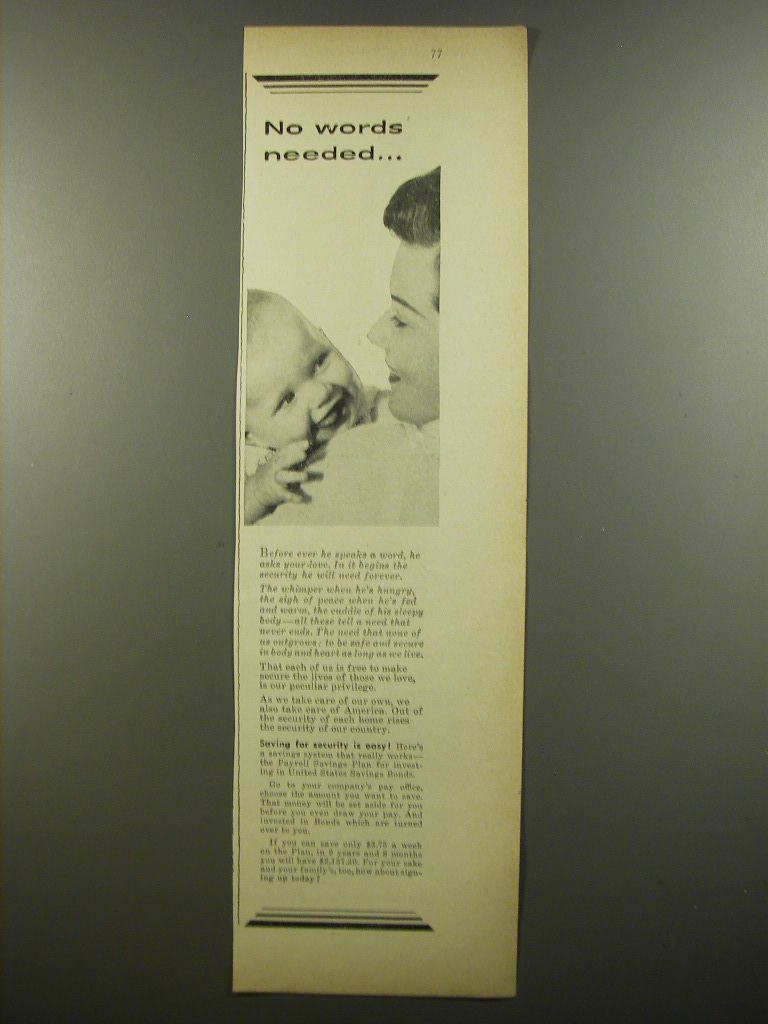 77
No words
needed...
Before ever he speaks a word, he
asks your love. In it begins the
security he will need forever.
The whimper when he's hungry,
the sigh of peace when he's fed
and warm, the cuddle of his sleepy
body—all these tell a need that
never ends. The need that none of
us outgrows: to be safe and secure
in body and heart as long as we live.
That each of us is free to make
secure the lives of those we love,
is our peculiar privilege.
As we take care of our own, we
also take care of America. Out of
the security of each home rises
the security of our country.
Saving for security is easy! Here's
a savings system that really works—
the Payroll Savings Plan for invest-
ing in United States Savings Bonds.
Go to your company's pay office,
choose the amount you want to save.
That money will be set aside for you
before you even draw your pay. And
invested in Bonds which are turned
over to you.
If you can save only $3.75 a week
on the Plan, in 9 years and 8 months
you will have $2,137.30. For your sake
and your family's, too, how about sign-
ing up today?